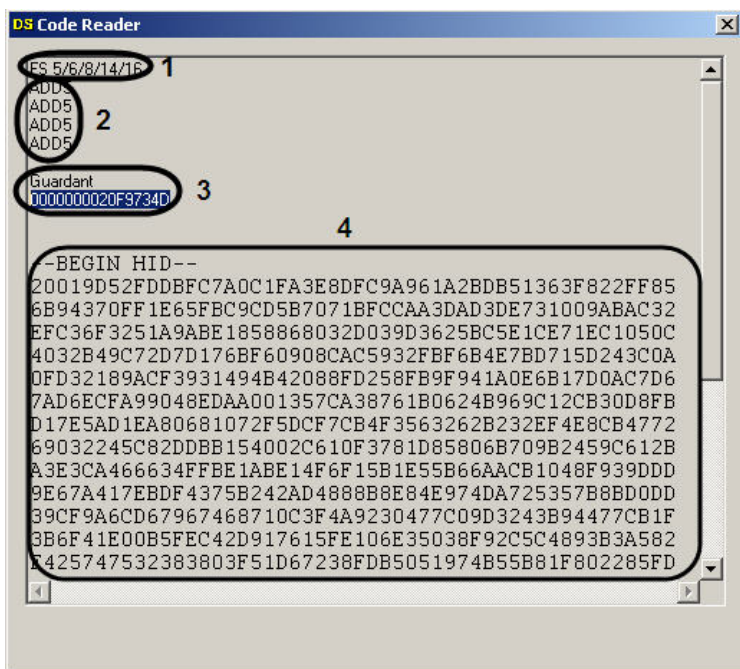 DS Code Reader
FS 5/6/8/14/16 1
ADD5
ADD5
ADD5 2
ADD5
Guardant
0000000020F9734D 3
4
--BEGIN HID--
20019D52FDDBFC7A0C1FA3E8DFC9A961A2BDB51363F822FF85
6B94370FF1E65FBC9CD5B7071BFCCAA3DAD3DE731009ABAC32
EFC36F3251A9ABE1858868032D039D3625BC5E1CE71EC1050C
4032B49C72D7D176BF60908CAC5932FBF6B4E7BD715D243C0A
0FD32189ACF3931494B42088FD258FB9F941A0E6B17D0AC7D6
7AD6ECFA99048EDAA001357CA38761B0624B969C12CB30D8FB
D17E5AD1EA80681072F5DCF7CB4F3563262B232EF4E8CB4772
69032245C82DDBB154002C610F3781D85806B709B2459C612B
A3E3CA466634FFBE1ABE14F6F15B1E55B66AACB1048F939DDD
9E67A417EBDF4375B242AD4888B8E84E974DA725357B8BD0DD
39CF9A6CD67967468710C3F4A9230477C09D3243B94477CB1F
3B6F41E00B5FEC42D917615FE106E35038F92C5C4893B3A582
F425747532383803F51D67238FDB5051974B55B81F802285FD